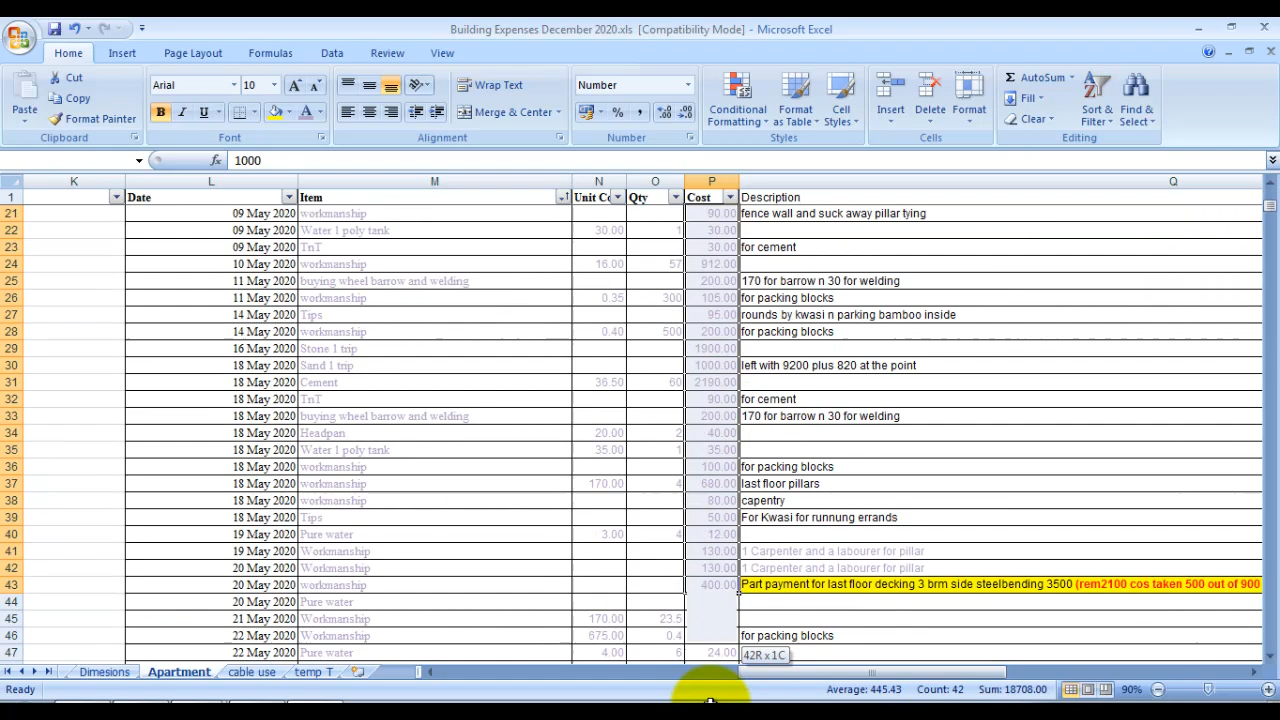 Building Expenses December 2020.xls [Compatibility Mode] - Microsoft Excel
Home Insert Page Layout Formulas Data Review View
Paste Cut Copy Format Painter Clipboard
Arial 10 A A B I U A Font
Wrap Text Merge & Center Alignment
Number % , Number
Conditional Formatting Format as Table Cell Styles Styles
Insert Delete Format Cells
AutoSum Fill Clear Sort & Filter Find & Select Editing
fx 1000
K L M N O P Q
1 Date Item Unit Co Qty Cost Description
21 09 May 2020 workmanship 90.00 fence wall and suck away pillar tying
22 09 May 2020 Water 1 poly tank 30.00 1 30.00
23 09 May 2020 TnT 30.00 for cement
24 10 May 2020 workmanship 16.00 57 912.00
25 11 May 2020 buying wheel barrow and welding 200.00 170 for barrow n 30 for welding
26 11 May 2020 workmanship 0.35 300 105.00 for packing blocks
27 14 May 2020 Tips 95.00 rounds by kwasi n parking bamboo inside
28 14 May 2020 workmanship 0.40 500 200.00 for packing blocks
29 16 May 2020 Stone 1 trip 1900.00
30 18 May 2020 Sand 1 trip 1000.00 left with 9200 plus 820 at the point
31 18 May 2020 Cement 36.50 60 2190.00
32 18 May 2020 TnT 90.00 for cement
33 18 May 2020 buying wheel barrow and welding 200.00 170 for barrow n 30 for welding
34 18 May 2020 Headpan 20.00 2 40.00
35 18 May 2020 Water 1 poly tank 35.00 1 35.00
36 18 May 2020 workmanship 100.00 for packing blocks
37 18 May 2020 workmanship 170.00 4 680.00 last floor pillars
38 18 May 2020 workmanship 80.00 capentry
39 18 May 2020 Tips 50.00 For Kwasi for runnung errands
40 19 May 2020 Pure water 3.00 4 12.00
41 19 May 2020 Workmanship 130.00 1 Carpenter and a labourer for pillar
42 20 May 2020 Workmanship 130.00 1 Carpenter and a labourer for pillar
43 20 May 2020 workmanship 400.00 Part payment for last floor decking 3 brm side steelbending 3500 (rem2100 cos taken 500 out of 900
44 20 May 2020 Pure water
45 21 May 2020 Workmanship 170.00 23.5
46 22 May 2020 Workmanship 675.00 0.4 for packing blocks
47 22 May 2020 Pure water 4.00 6 24.00 42R x 1C
Dimesions Apartment cable use temp T
Ready Average: 445.43 Count: 42 Sum: 18708.00 90%